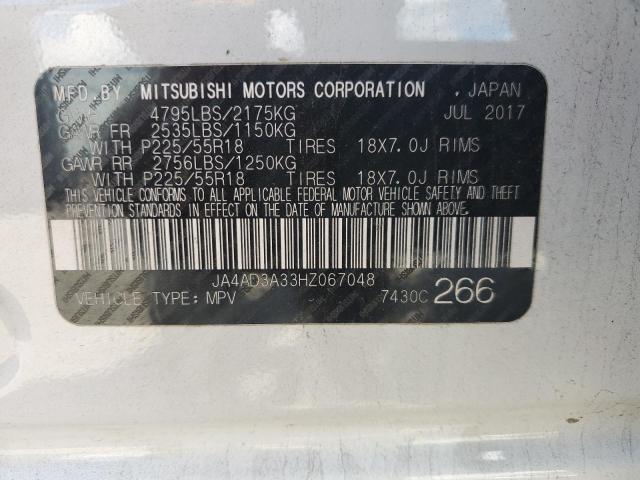 MFD. BY MITSUBISHI MOTORS CORPORATION . JAPAN
4795LBS/2175KG JUL 2017
GAWR FR 2535LBS/1150KG
WITH P225/55R18 TIRES 18X7.0J RIMS
GAWR RR 2756LBS/1250KG
WITH P225/55R18 TIRES 18X7.0J RIMS
THIS VEHICLE CONFORMS TO ALL APPLICABLE FEDERAL MOTOR VEHICLE SAFETY AND THEFT
PREVENTION STANDARDS IN EFFECT ON THE DATE OF MANUFACTURE SHOWN ABOVE.
JA4AD3A33HZ067048
VEHICLE TYPE: MPV 7430C 266